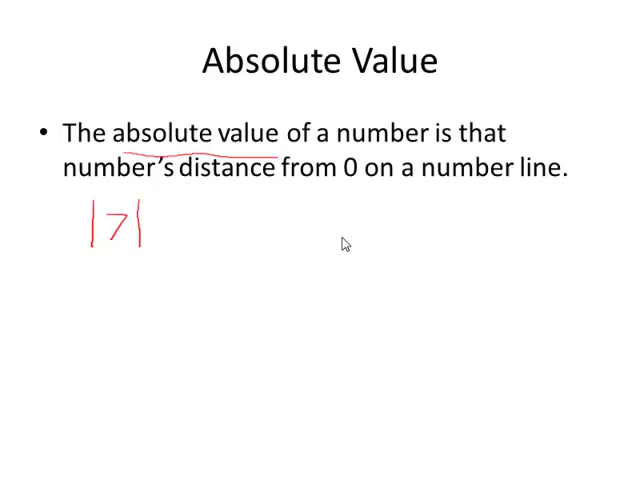 Absolute Value
• The absolute value of a number is that
number's distance from 0 on a number line.
|7|